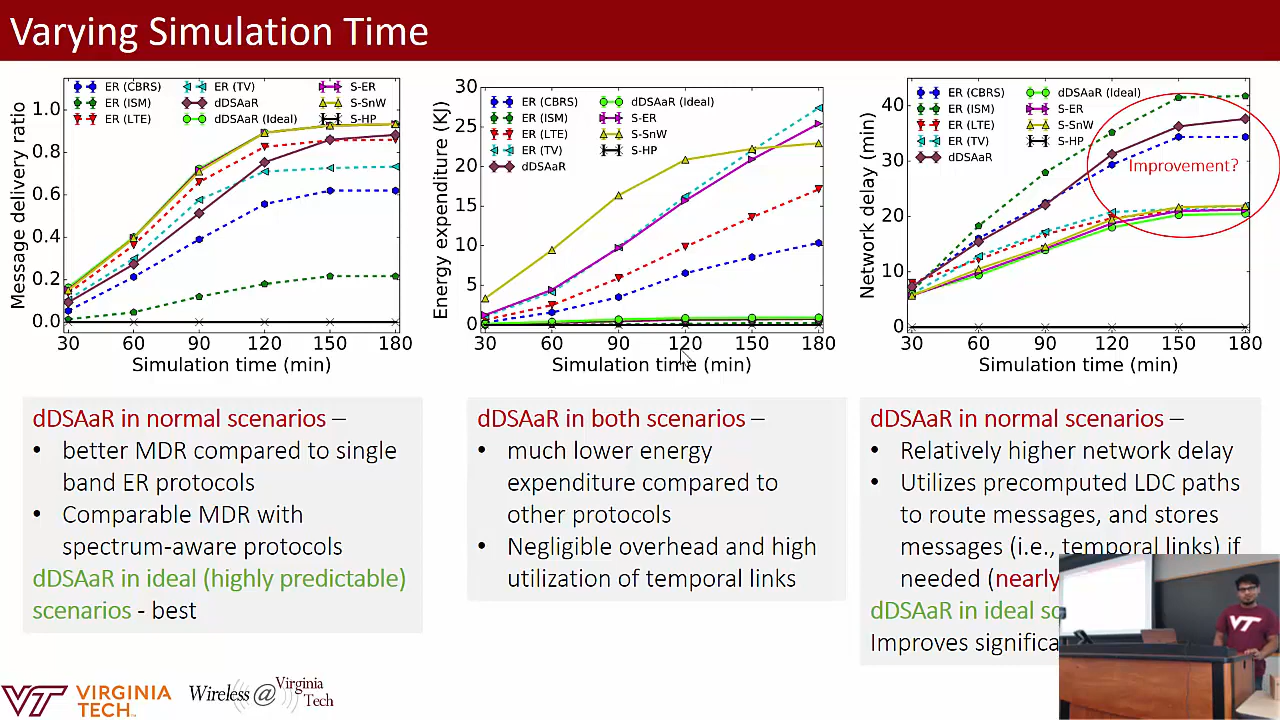 Varying Simulation Time
Message delivery ratio
ER (CBRS)
ER (ISM)
ER (LTE)
ER (TV)
dDSAaR
dDSAaR (Ideal)
S-ER
S-SnW
S-HP
1.0
0.8
0.6
0.4
0.2
0.0
30 60 90 120 150 180
Simulation time (min)
Energy expenditure (KJ)
ER (CBRS)
ER (ISM)
ER (LTE)
ER (TV)
dDSAaR
dDSAaR (Ideal)
S-ER
S-SnW
S-HP
30
25
20
15
10
5
0
30 60 90 120 150 180
Simulation time (min)
Network delay (min)
ER (CBRS)
ER (ISM)
ER (LTE)
ER (TV)
dDSAaR
dDSAaR (Ideal)
S-ER
S-SnW
S-HP
Improvement?
40
30
20
10
0
30 60 90 120 150 180
Simulation time (min)
dDSAaR in normal scenarios –
• better MDR compared to single
band ER protocols
• Comparable MDR with
spectrum-aware protocols
dDSAaR in ideal (highly predictable)
scenarios - best
dDSAaR in both scenarios –
• much lower energy
expenditure compared to
other protocols
• Negligible overhead and high
utilization of temporal links
dDSAaR in normal scenarios –
• Relatively higher network delay
• Utilizes precomputed LDC paths
to route messages, and stores
messages (i.e., temporal links) if
needed (nearly
dDSAaR in ideal sc
Improves significa
VT
VT VIRGINIA
TECH
Wireless @ Virginia
Tech